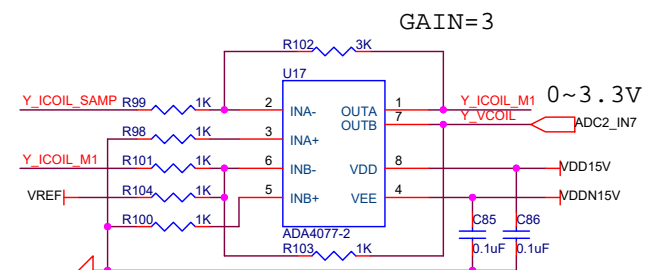 GAIN=3
R102 3K
U17
0~3.3V
Y_ICOIL_SAMP R99 1K 2 INA- OUTA 1 Y_ICOIL_M1
OUTB 7 Y_VCOIL ADC2_IN7
R98 1K 3 INA+
Y_ICOIL_M1 R101 1K 6 INB- VDD 8 VDD15V
VREF R104 1K 5 INB+ VEE 4 VDDN15V
R100 1K C85 C86
ADA4077-2
R103 1K 0.1uF 0.1uF